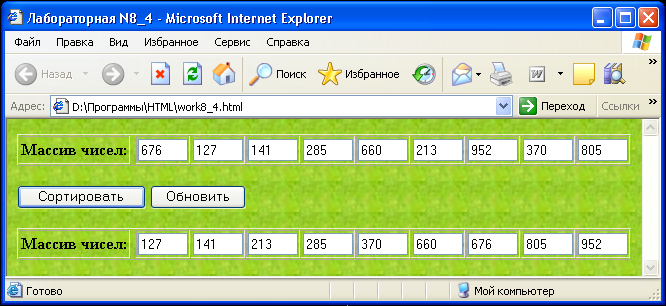 Лабораторная N8_4 - Microsoft Internet Explorer
Файл Правка Вид Избранное Сервис Справка
Назад Поиск Избранное W »
Адрес: D:\Программы\HTML\work8_4.html Переход Ссылки »
Массив чисел: 676 127 141 285 660 213 952 370 805
Сортировать Обновить
Массив чисел: 127 141 213 285 370 660 676 805 952
Готово Мой компьютер